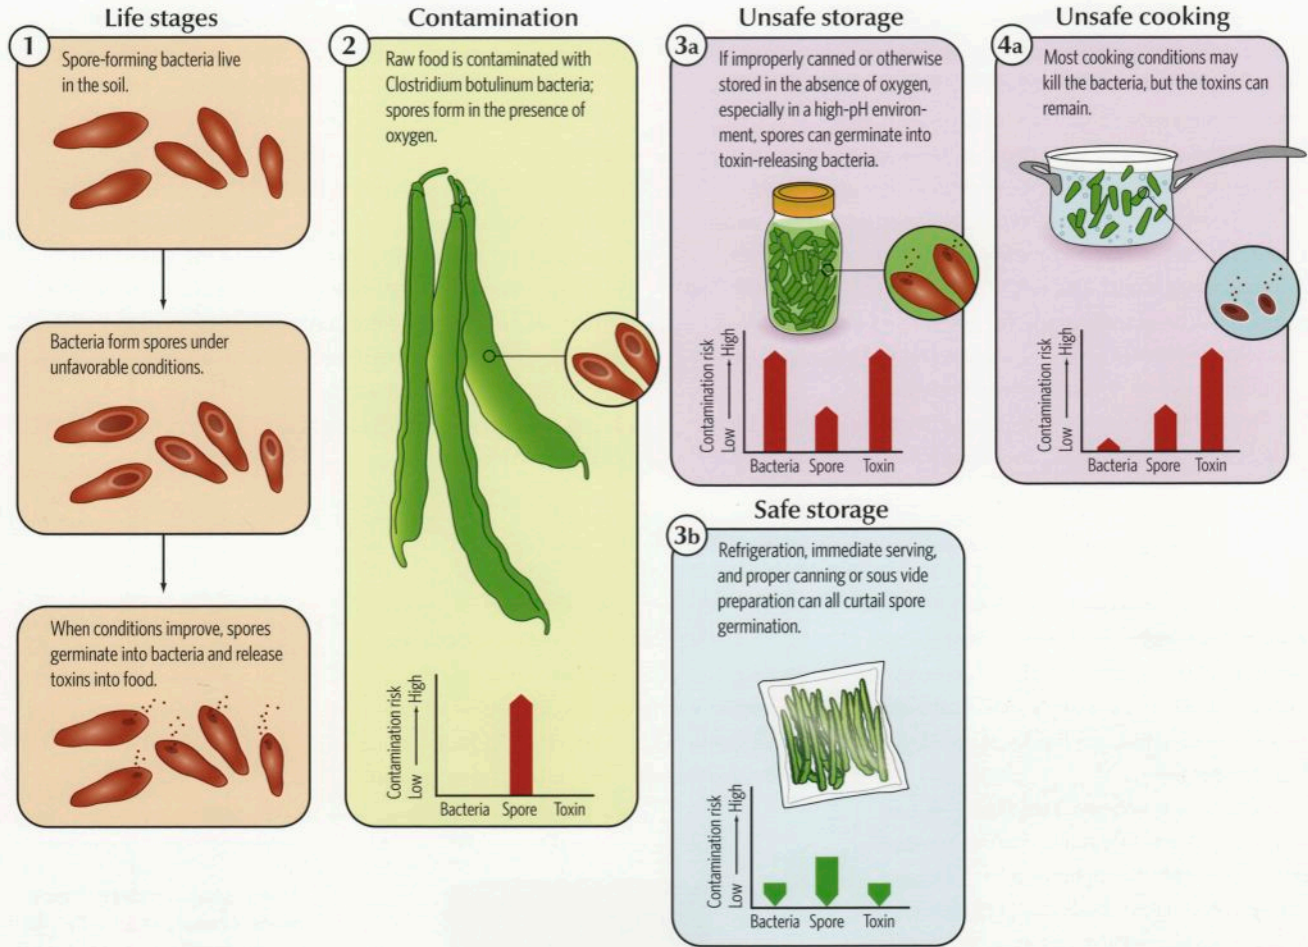 Life stages
1
Spore-forming bacteria live
in the soil.
Bacteria form spores under
unfavorable conditions.
When conditions improve, spores
germinate into bacteria and release
toxins into food.
Contamination
2
Raw food is contaminated with
Clostridium botulinum bacteria;
spores form in the presence of
oxygen.
Contamination risk
Low
High
Bacteria Spore Toxin
Unsafe storage
3a
If improperly canned or otherwise
stored in the absence of oxygen,
especially in a high-pH environ-
ment, spores can germinate into
toxin-releasing bacteria.
Contamination risk
Low
High
Bacteria Spore Toxin
Safe storage
3b
Refrigeration, immediate serving,
and proper canning or sous vide
preparation can all curtail spore
germination.
Contamination risk
Low
High
Bacteria Spore Toxin
Unsafe cooking
4a
Most cooking conditions may
kill the bacteria, but the toxins can
remain.
Contamination risk
Low
High
Bacteria Spore Toxin